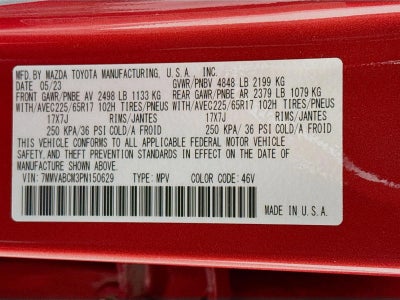 MFD. BY MAZDA TOYOTA MANUFACTURING, U.S.A., INC.
DATE 05/23 GVWR/PNBV 4848 LB 2199 KG
FRONT GAWR/PNBE AV 2498 LB 1133 KG REAR GAWR/PNBE AR 2379 LB 1079 KG
WITH/AVEC225/65R17 102H TIRES/PNEUS WITH/AVEC225/65R17 102H TIRES/PNEUS
17X7J RIMS/JANTES 17X7J RIMS/JANTES
250 KPA/36 PSI COLD/A FROID 250 KPA/36 PSI COLD/A FROID
THIS VEHICLE CONFORMS TO ALL APPLICABLE FEDERAL MOTOR VEHICLE
SAFETY, AND THEFT PREVENTION STANDARDS IN EFFECT ON THE DATE OF
MANUFACTURE SHOWN ABOVE.
VIN: 7MMVABCM3PN150629 TYPE: MPV COLOR CODE: 46V
MADE IN U.S.A.